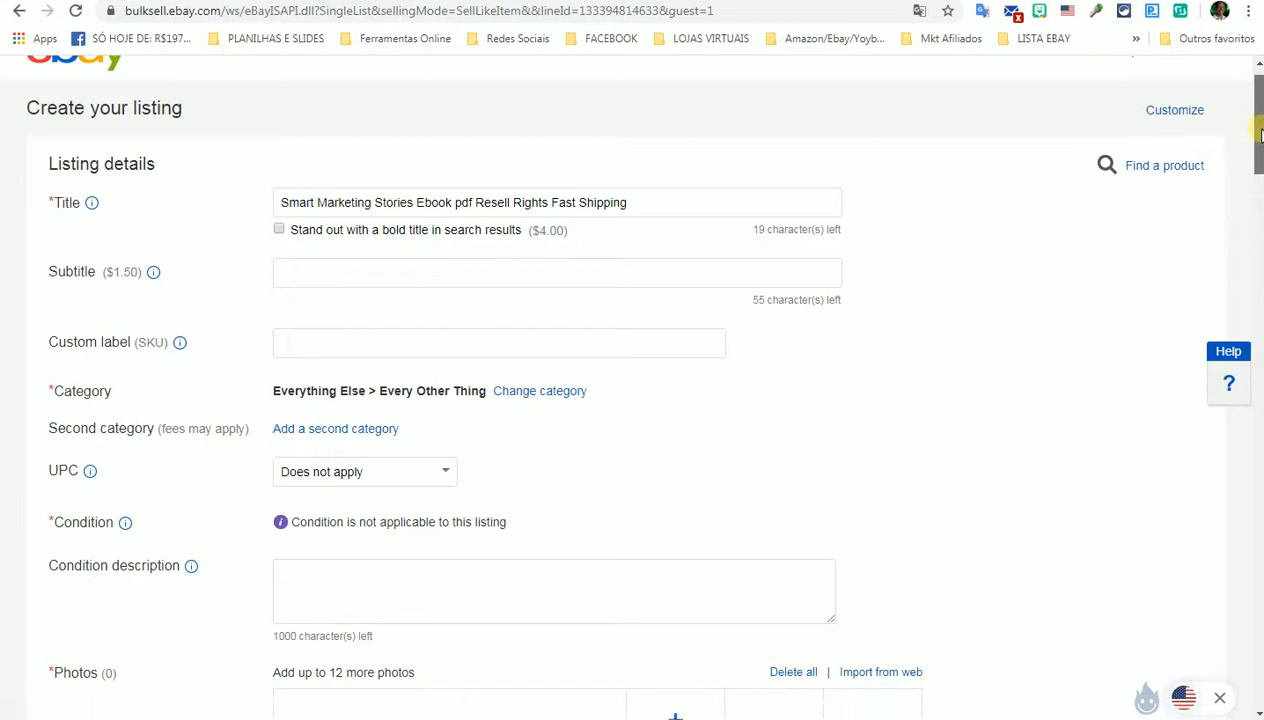 bulksell.ebay.com/ws/eBayISAPI.dll?SingleList&sellingMode=SellLikeItem&&lineId=133394814633&guest=1
Apps SÓ HOJE DE: R$197... PLANILHAS E SLIDES Ferramentas Online Redes Sociais FACEBOOK LOJAS VIRTUAIS Amazon/Ebay/Yoyb... Mkt Afiliados LISTA EBAY » Outros favoritos
Create your listing
Customize
Listing details
Find a product
*Title
Smart Marketing Stories Ebook pdf Resell Rights Fast Shipping
Stand out with a bold title in search results ($4.00)
19 character(s) left
Subtitle ($1.50)
55 character(s) left
Custom label (SKU)
Help
?
*Category
Everything Else > Every Other Thing Change category
Second category (fees may apply)
Add a second category
UPC
Does not apply
*Condition
Condition is not applicable to this listing
Condition description
1000 character(s) left
*Photos (0)
Add up to 12 more photos
Delete all | Import from web